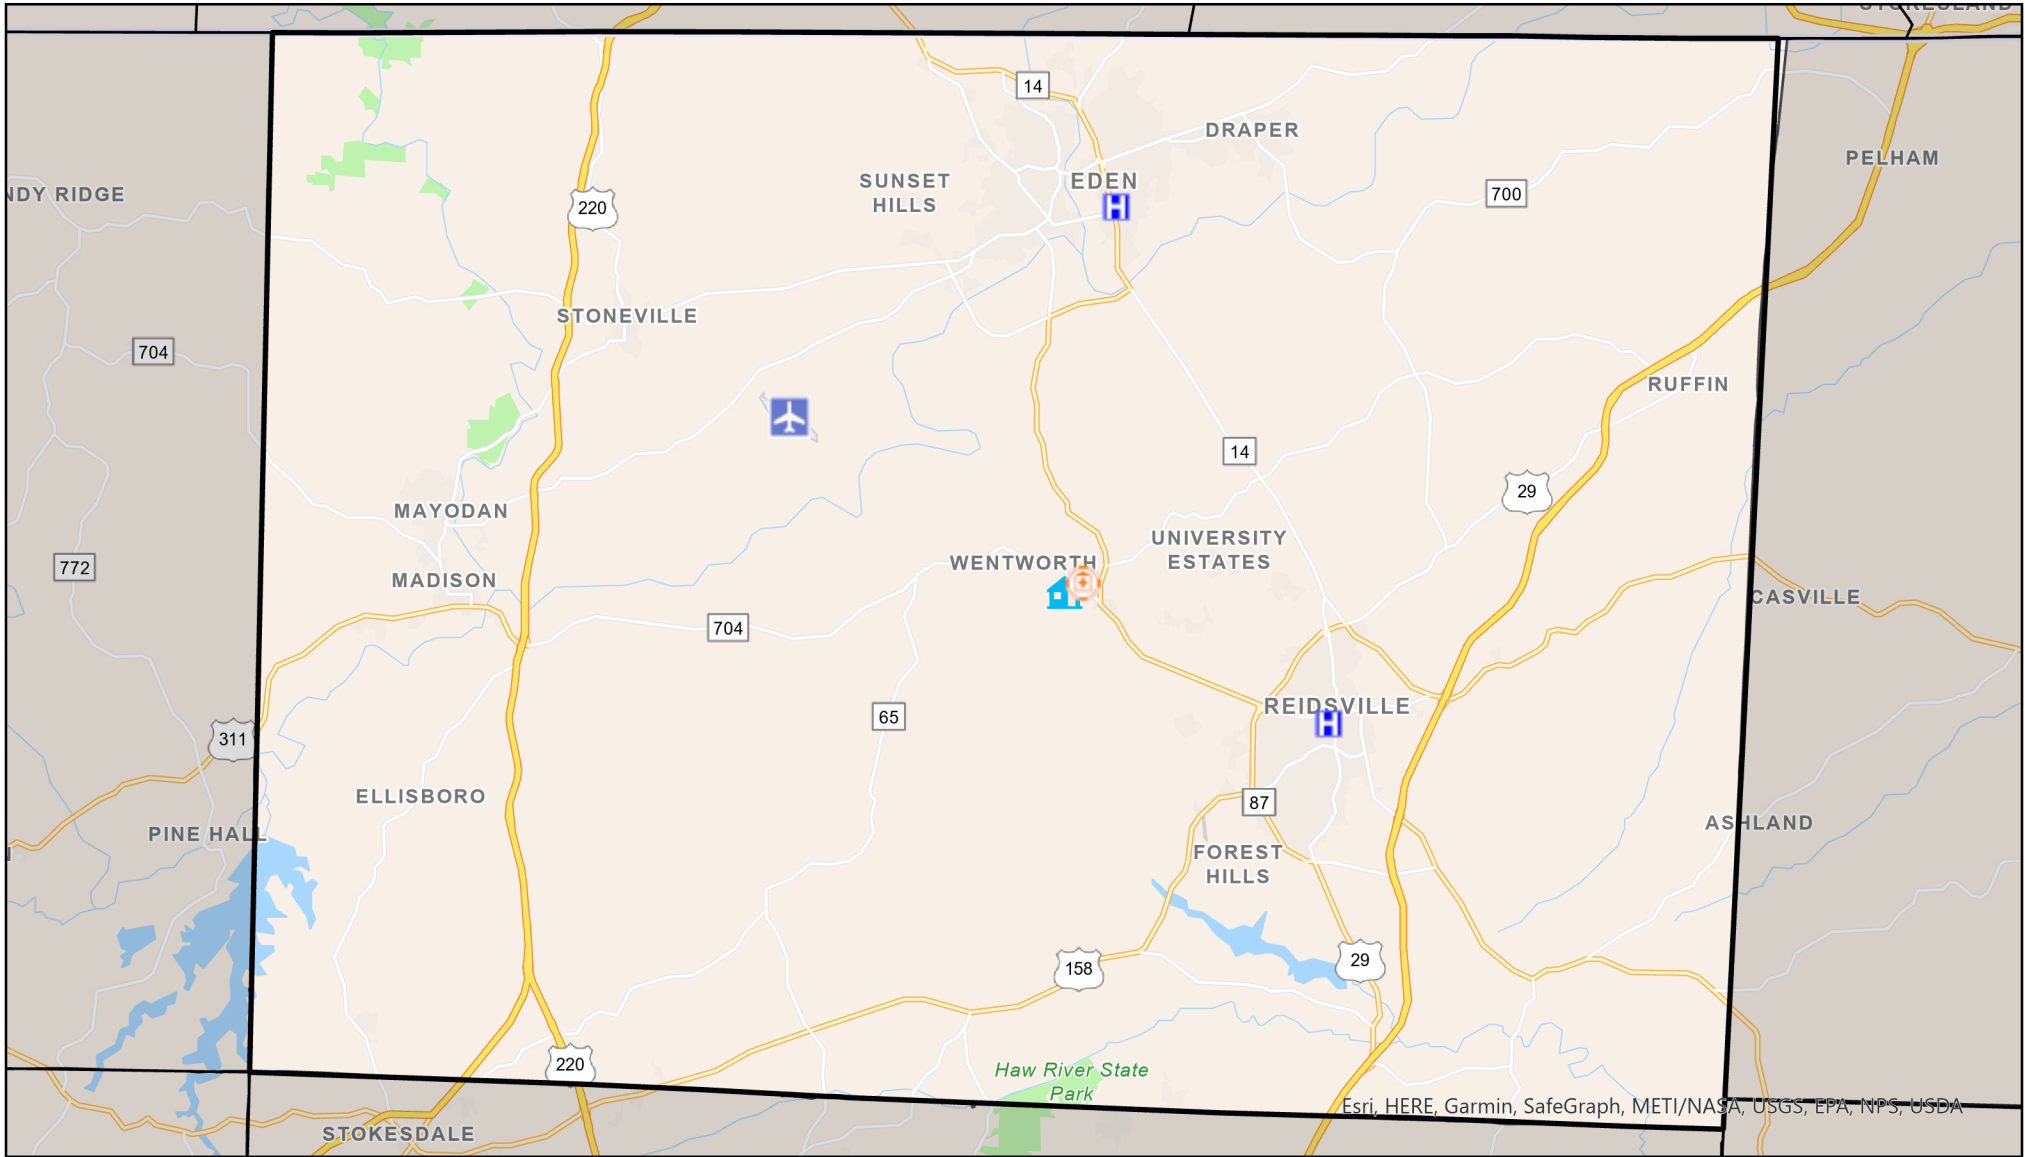 14
DRAPER
PELHAM
NDY RIDGE
SUNSET
HILLS
EDEN
H
700
220
STONEVILLE
704
RUFFIN
14
29
MAYODAN
UNIVERSITY
ESTATES
WENTWORTH
772
MADISON
CASVILLE
704
REIDSVILLE
H
65
311
ELLISBORO
87
PINE HALL
ASHLAND
FOREST
HILLS
158
29
220
Haw River State
Park
Esri, HERE, Garmin, SafeGraph, METI/NASA, USGS, EPA, NPS, USDA
STOKESDALE